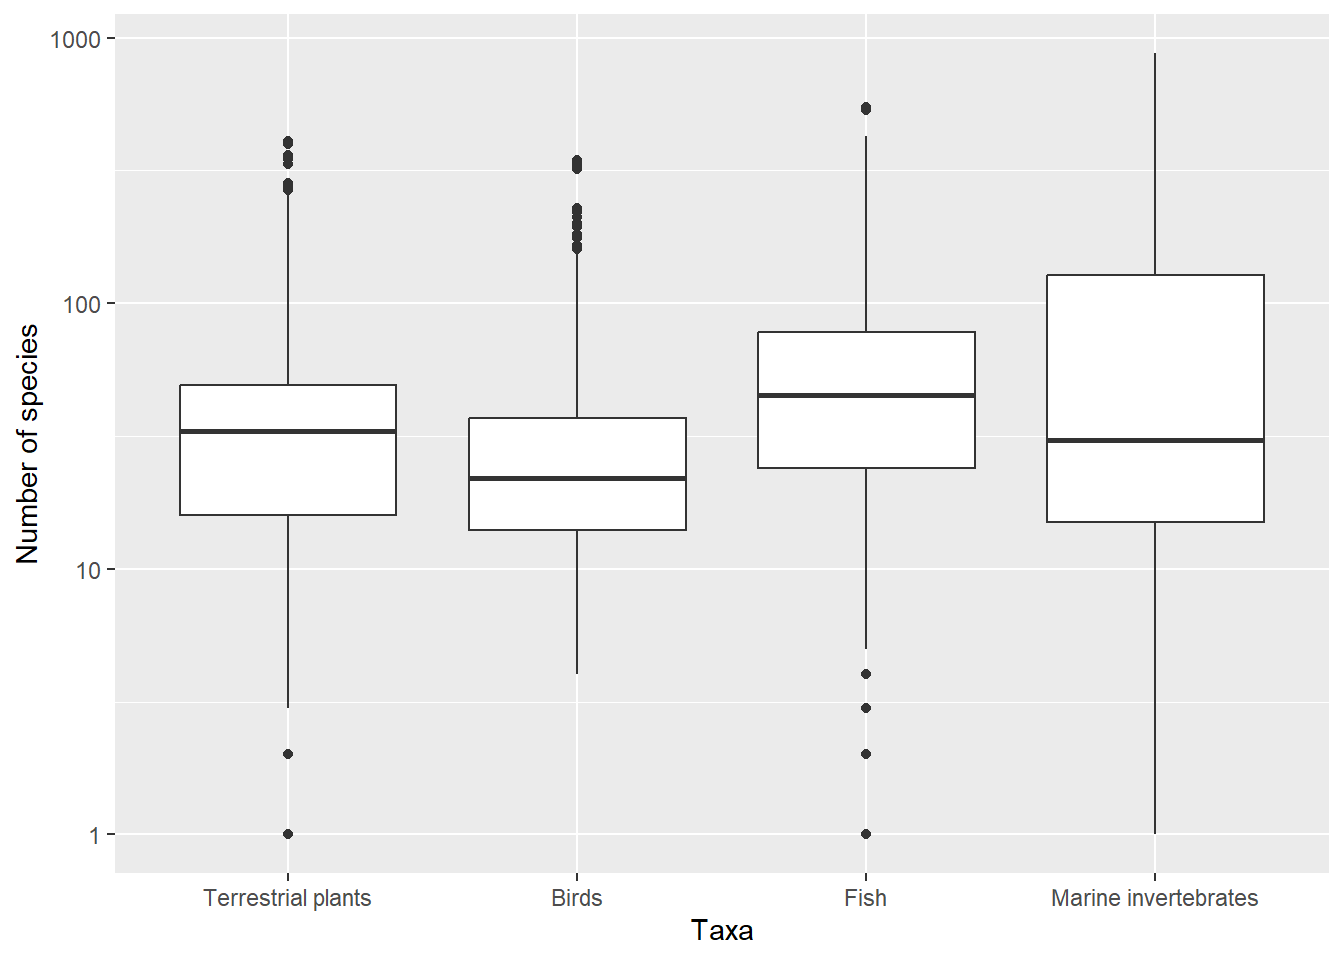 Number of species
1000
100
10
1
Terrestrial plants
Birds
Fish
Marine invertebrates
Taxa